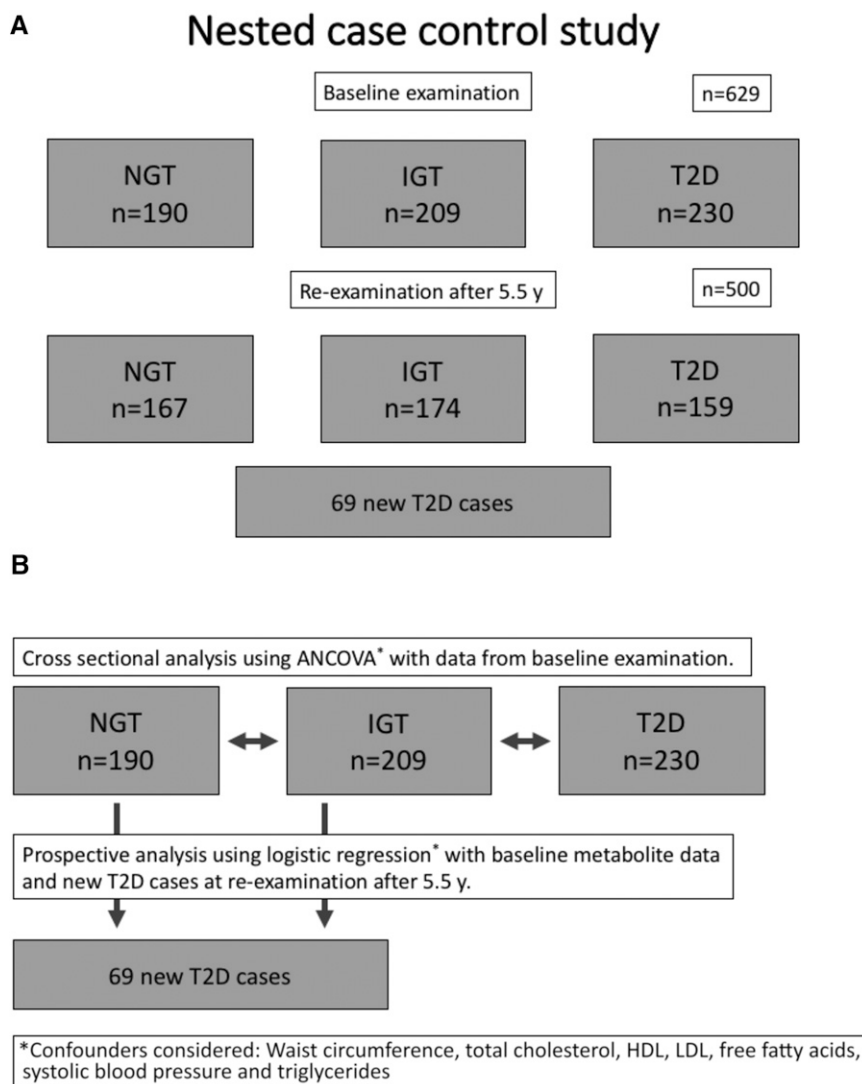 A
Nested case control study
Baseline examination
n=629
NGT
n=190
IGT
n=209
T2D
n=230
Re-examination after 5.5 y
n=500
NGT
n=167
IGT
n=174
T2D
n=159
69 new T2D cases
B
Cross sectional analysis using ANCOVA* with data from baseline examination.
NGT
n=190
IGT
n=209
T2D
n=230
Prospective analysis using logistic regression* with baseline metabolite data
and new T2D cases at re-examination after 5.5 y.
69 new T2D cases
*Confounders considered: Waist circumference, total cholesterol, HDL, LDL, free fatty acids,
systolic blood pressure and triglycerides